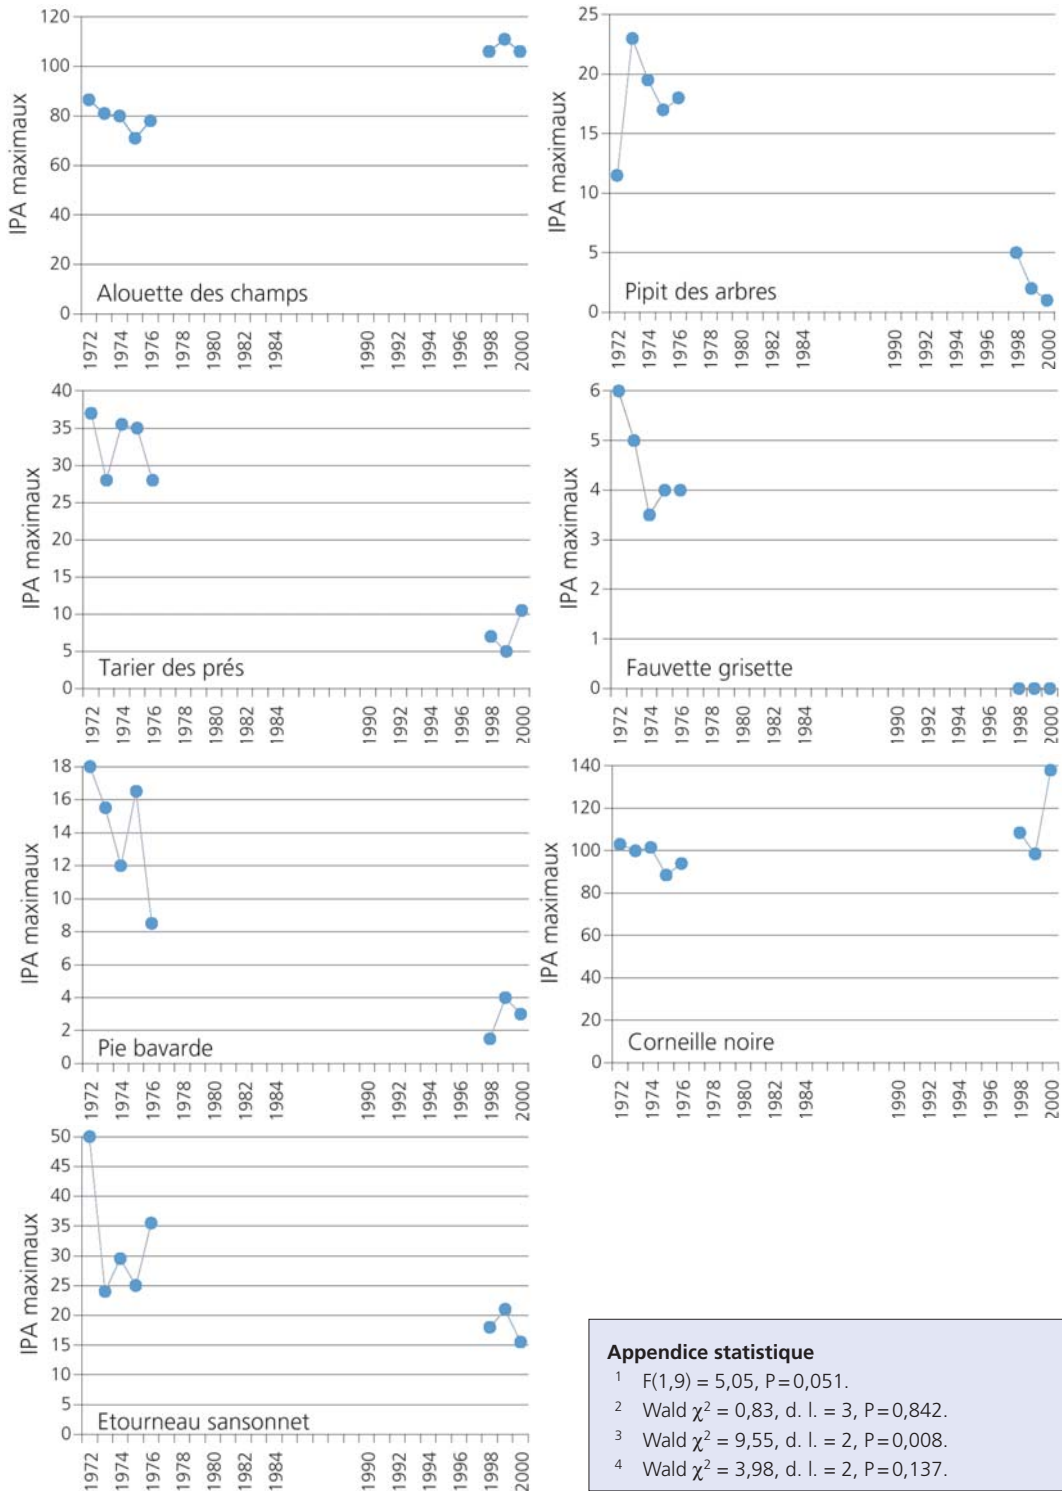 120
100
80
60
40
20
0
IPA maximaux
Alouette des champs
1972 1974 1976 1978 1980 1982 1984 1990 1992 1994 1996 1998 2000
25
20
15
10
5
0
IPA maximaux
Pipit des arbres
1972 1974 1976 1978 1980 1982 1984 1990 1992 1994 1996 1998 2000
40
35
30
25
20
15
10
5
0
IPA maximaux
Tarier des prés
1972 1974 1976 1978 1980 1982 1984 1990 1992 1994 1996 1998 2000
6
5
4
3
2
1
0
IPA maximaux
Fauvette grisette
1972 1974 1976 1978 1980 1982 1984 1990 1992 1994 1996 1998 2000
18
16
14
12
10
8
6
4
2
0
IPA maximaux
Pie bavarde
1972 1974 1976 1978 1980 1982 1984 1990 1992 1994 1996 1998 2000
140
120
100
80
60
40
20
0
IPA maximaux
Corneille noire
1972 1974 1976 1978 1980 1982 1984 1990 1992 1994 1996 1998 2000
50
45
40
35
30
25
20
15
10
5
0
IPA maximaux
Etourneau sansonnet
1972 1974 1976 1978 1980 1982 1984 1990 1992 1994 1996 1998 2000
Appendice statistique
1 F(1,9) = 5,05, P=0,051.
2 Wald χ2 = 0,83, d. l. = 3, P=0,842.
3 Wald χ2 = 9,55, d. l. = 2, P=0,008.
4 Wald χ2 = 3,98, d. l. = 2, P=0,137.